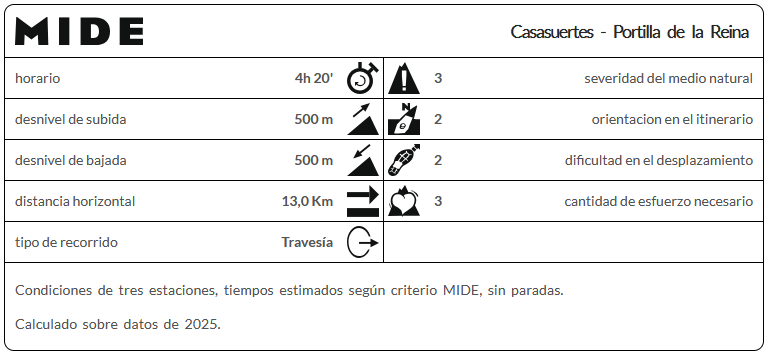 MIDE
Casasuertes - Portilla de la Reina
horario 4h 20' 3 severidad del medio natural
desnivel de subida 500 m N 2 orientacion en el itinerario
desnivel de bajada 500 m 2 dificultad en el desplazamiento
distancia horizontal 13,0 Km 3 cantidad de esfuerzo necesario
tipo de recorrido Travesía
Condiciones de tres estaciones, tiempos estimados según criterio MIDE, sin paradas.
Calculado sobre datos de 2025.